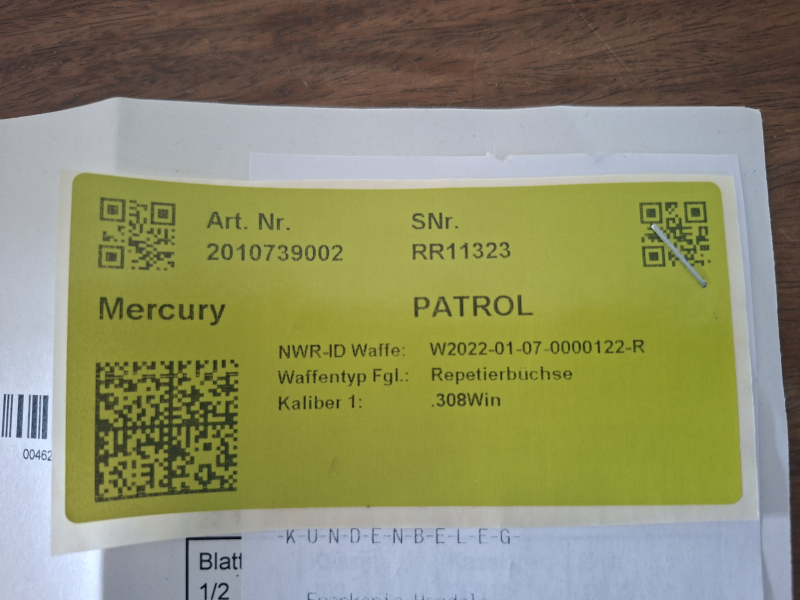 Art. Nr. SNr.
2010739002 RR11323
Mercury PATROL
NWR-ID Waffe: W2022-01-07-0000122-R
Waffentyp Fgl.: Repetierbüchse
Kaliber 1: .308Win
00462
-K-U-N-D-E-N-B-E-L-E-G-
Blatt
1/2